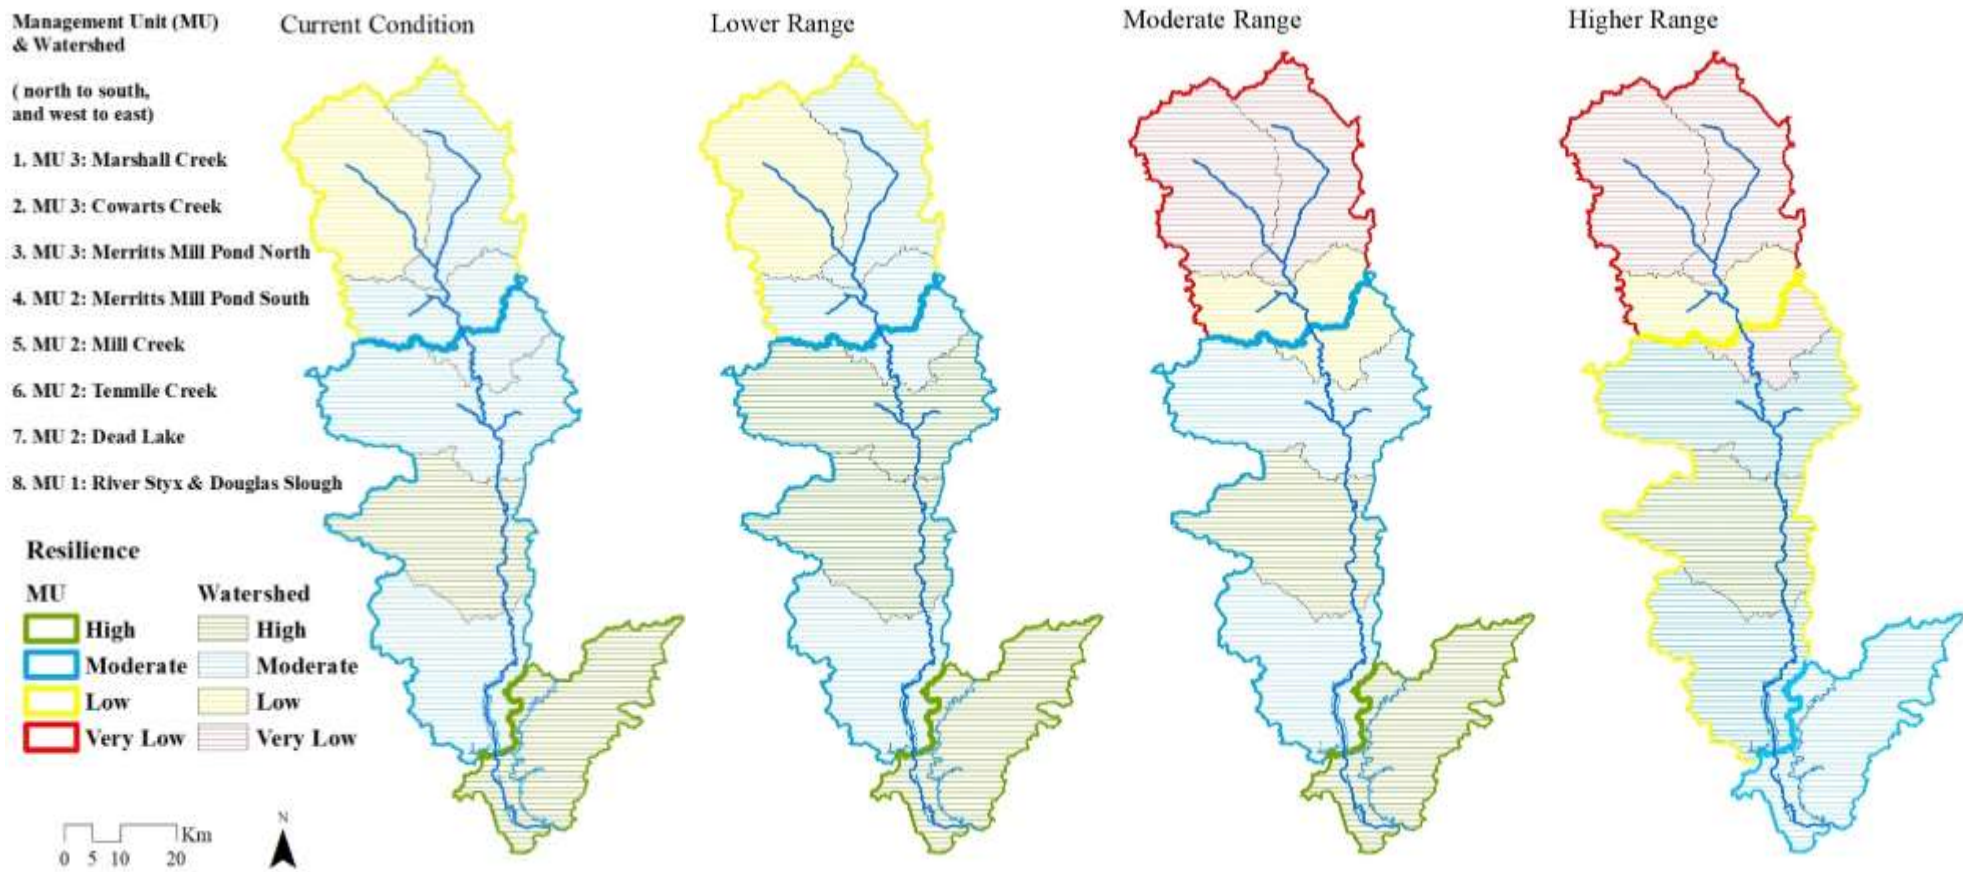 Management Unit (MU)
& Watershed
( north to south,
and west to east)
1. MU 3: Marshall Creek
2. MU 3: Cowarts Creek
3. MU 3: Merritts Mill Pond North
4. MU 2: Merritts Mill Pond South
5. MU 2: Mill Creek
6. MU 2: Tenmile Creek
7. MU 2: Dead Lake
8. MU 1: River Styx & Douglas Slough
Resilience
MU Watershed
High High
Moderate Moderate
Low Low
Very Low Very Low
Km
0 5 10 20
N
Current Condition
Lower Range
Moderate Range
Higher Range